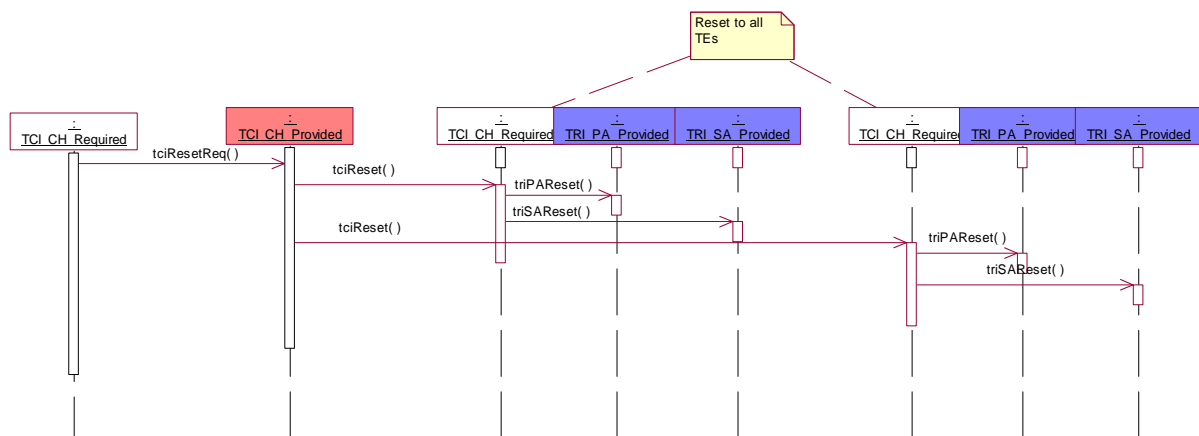 Reset to all
TEs
:
TCI_CH_Required
:
TCI_CH_Provided
:
TCI_CH_Required
:
TRI_PA_Provided
:
TRI_SA_Provided
:
TCI_CH_Required
:
TRI_PA_Provided
:
TRI_SA_Provided
tciResetReq( )
tciReset( )
triPAReset( )
triSAReset( )
tciReset( )
triPAReset( )
triSAReset( )